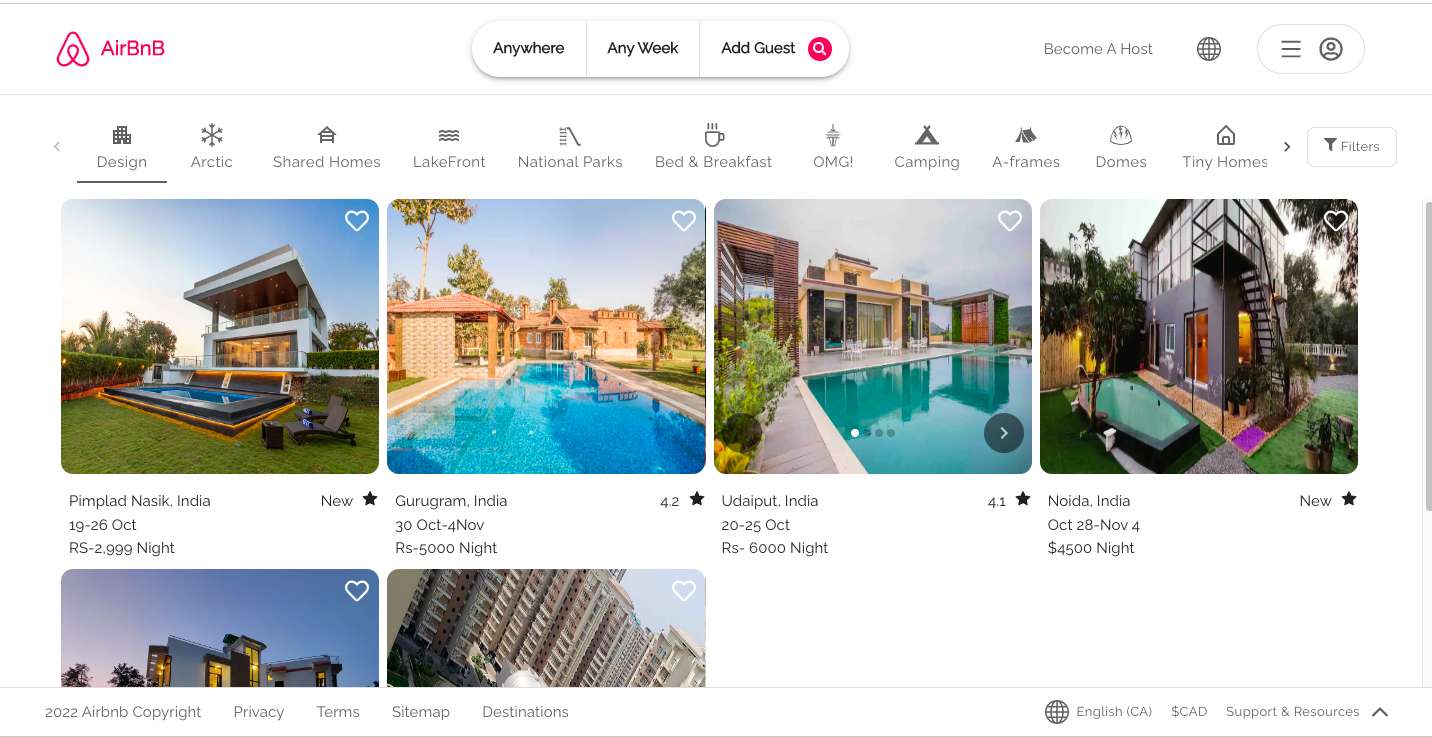 AirBnB
Anywhere Any Week Add Guest
Become A Host
Design Arctic Shared Homes LakeFront National Parks Bed & Breakfast OMG! Camping A-frames Domes Tiny Homes
Filters
Pimplad Nasik, India New
19-26 Oct
RS-2,999 Night
Gurugram, India 4.2
30 Oct-4Nov
Rs-5000 Night
Udaiput, India 4.1
20-25 Oct
Rs- 6000 Night
Noida, India New
Oct 28-Nov 4
$4500 Night
2022 Airbnb Copyright Privacy Terms Sitemap Destinations
English (CA) $CAD Support & Resources